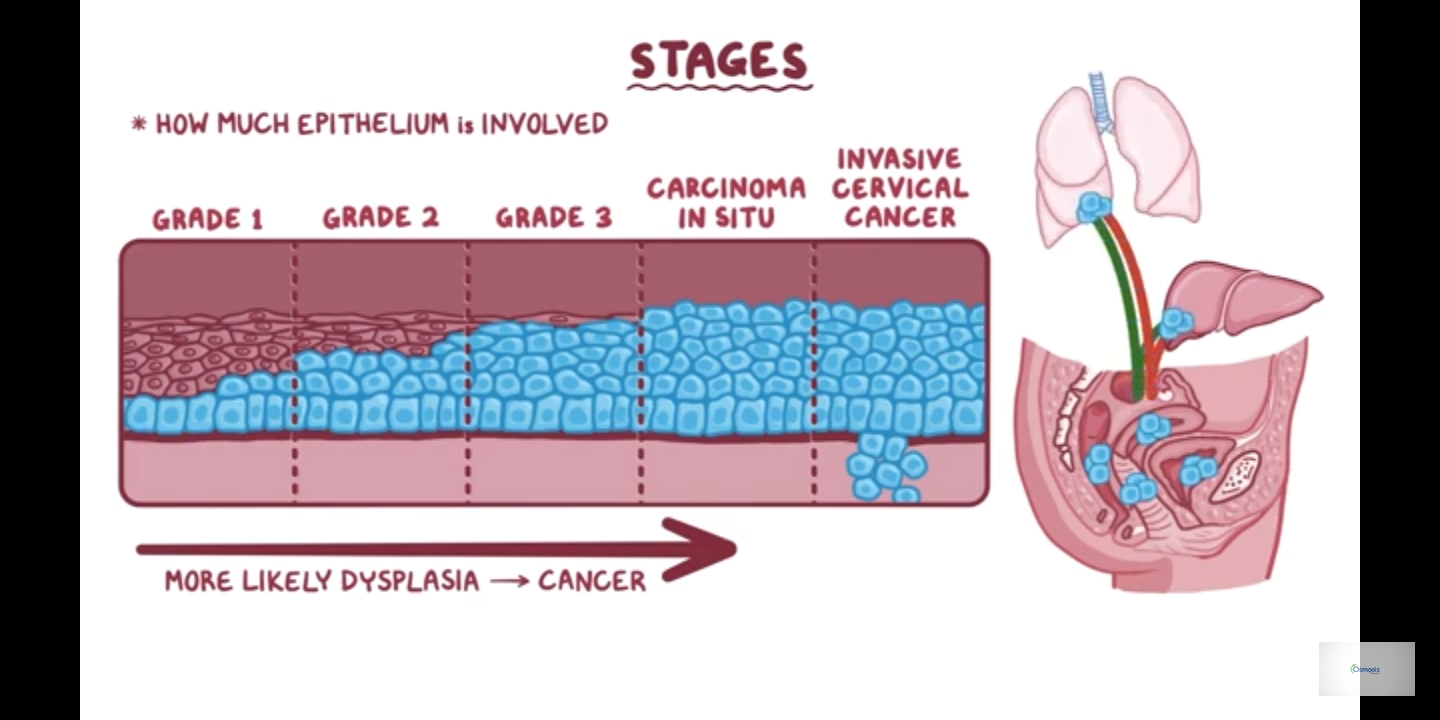 STAGES
* HOW MUCH EPITHELIUM is INVOLVED
GRADE 1
GRADE 2
GRADE 3
CARCINOMA
IN SITU
INVASIVE
CERVICAL
CANCER
MORE LIKELY DYSPLASIA → CANCER
Osmosis